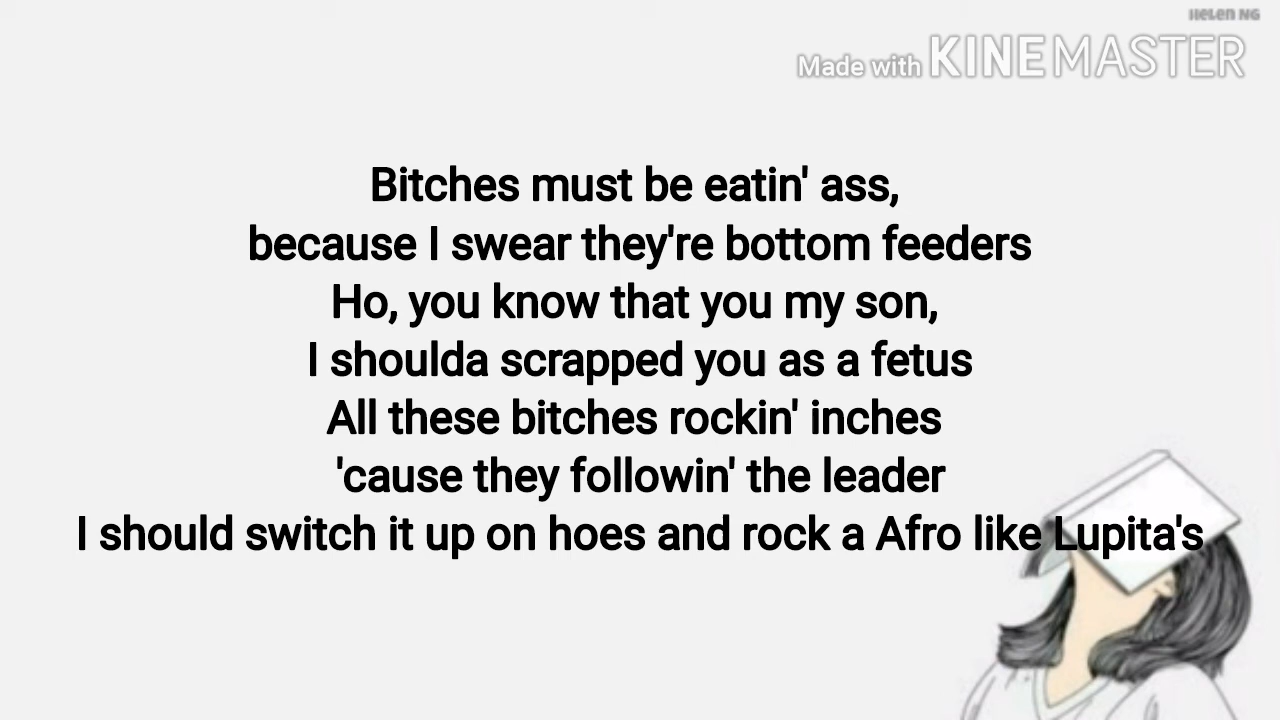 Helen NG
Made with KINEMASTER
Bitches must be eatin' ass,
because I swear they're bottom feeders
Ho, you know that you my son,
I shoulda scrapped you as a fetus
All these bitches rockin' inches
'cause they followin' the leader
I should switch it up on hoes and rock a Afro like Lupita's